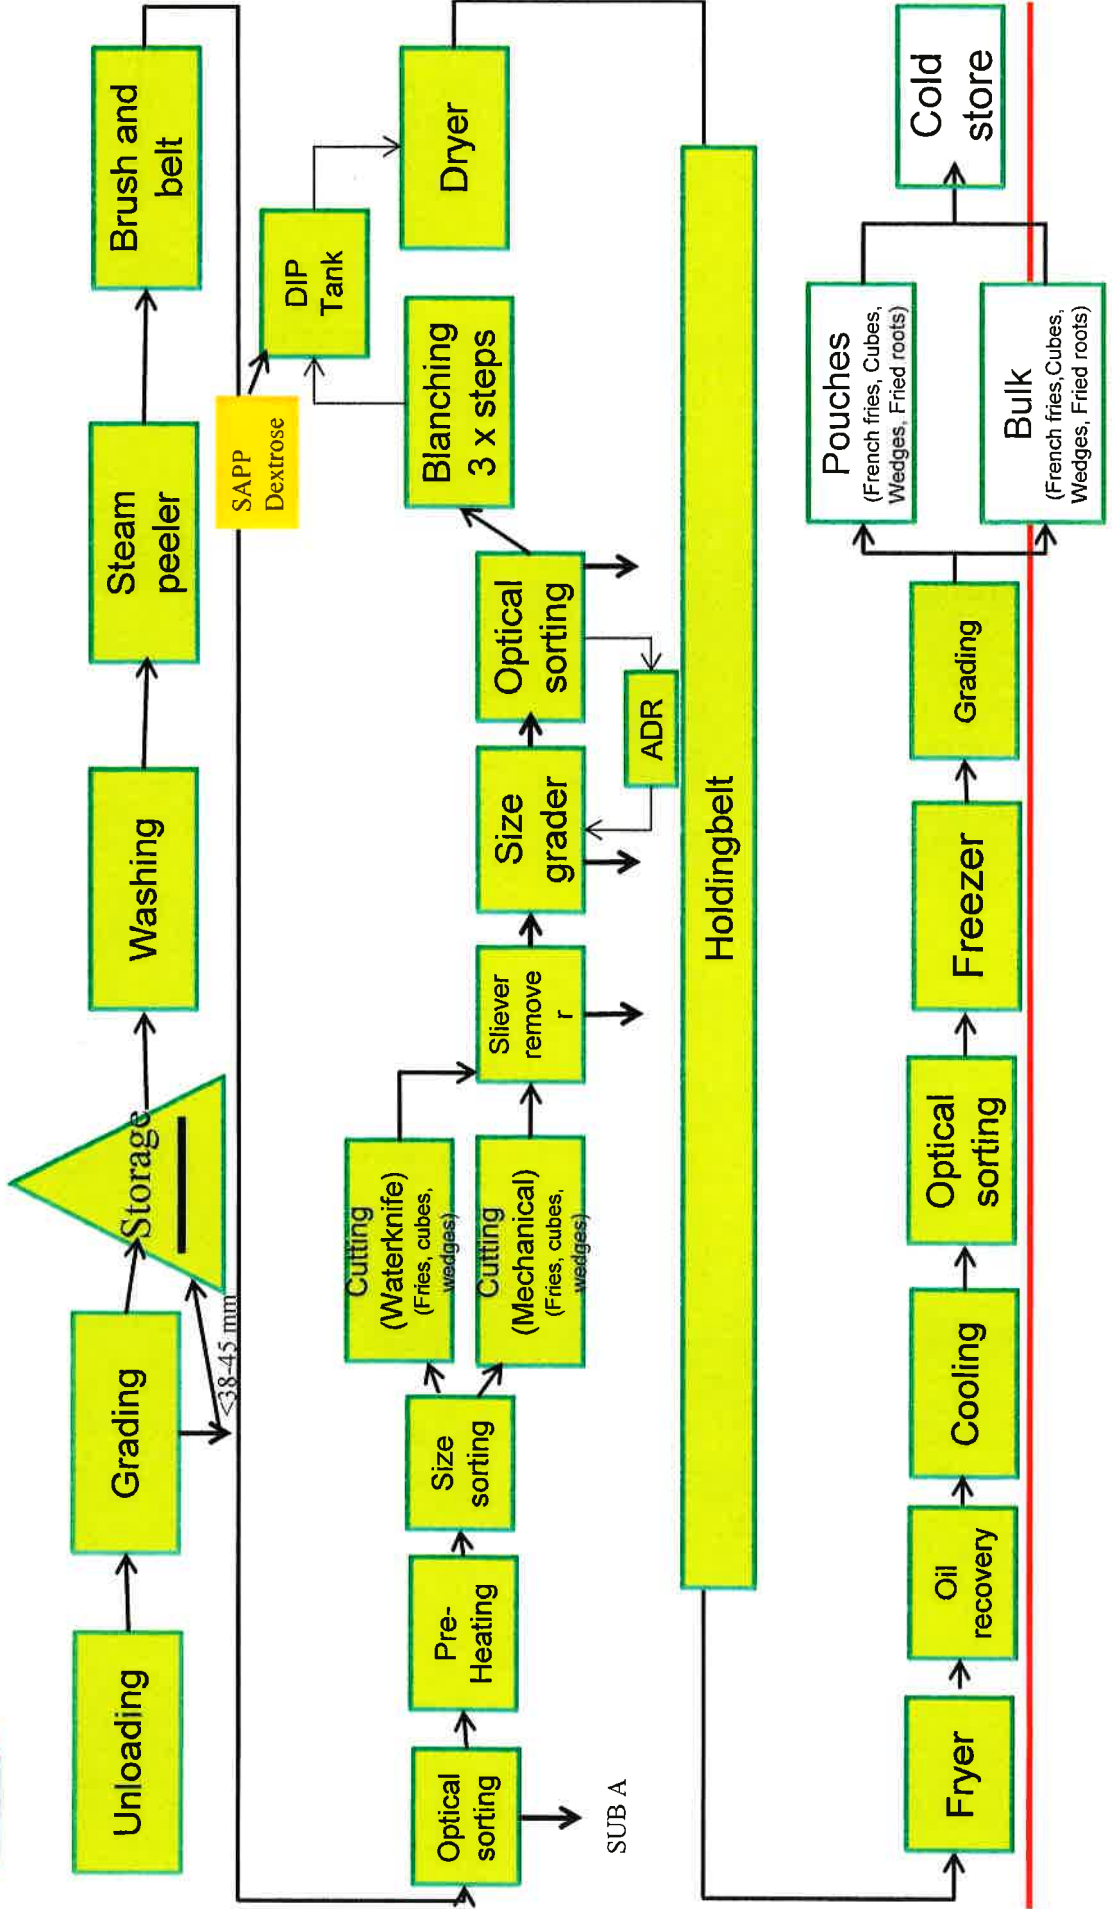 Unloading
Grading
<38-45 mm
Storage
Washing
Steam
peeler
Brush and
belt
Optical
sorting
SUB A
Pre-
Heating
Size
sorting
Cutting
(Waterknife)
(Fries, cubes,
wedges)
Cutting
(Mechanical)
(Fries, cubes,
wedges)
Sliever
remove
r
Size
grader
Optical
sorting
ADR
Blanching
3 x steps
SAPP
Dextrose
DIP
Tank
Dryer
Holdingbelt
Fryer
Oil
recovery
Cooling
Optical
sorting
Freezer
Grading
Pouches
(French fries, Cubes,
Wedges, Fried roots)
Bulk
(French fries,Cubes,
Wedges, Fried roots)
Cold
store